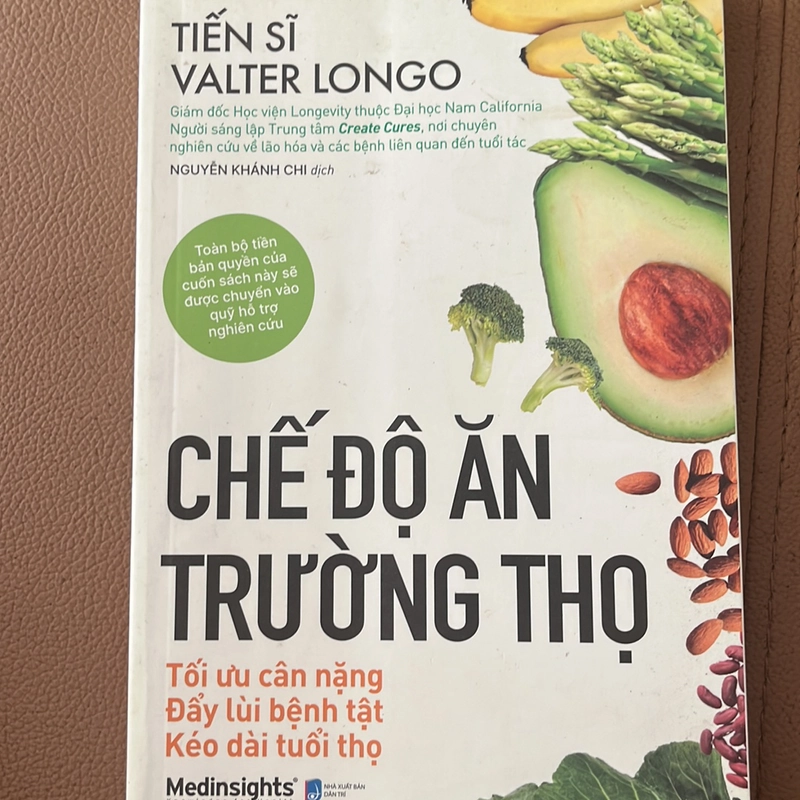 TIẾN SĨ
VALTER LONGO
Giám đốc Học viện Longevity thuộc Đại học Nam California
Người sáng lập Trung tâm Create Cures, nơi chuyên
nghiên cứu về lão hóa và các bệnh liên quan đến tuổi tác
NGUYỄN KHÁNH CHI dịch
Toàn bộ tiền
bản quyền của
cuốn sách này sẽ
được chuyển vào
quỹ hỗ trợ
nghiên cứu
CHẾ ĐỘ ĂN
TRƯỜNG THỌ
Tối ưu cân nặng
Đẩy lùi bệnh tật
Kéo dài tuổi thọ
Medinsights®
NHÀ XUẤT BẢN
DÂN TRÍ